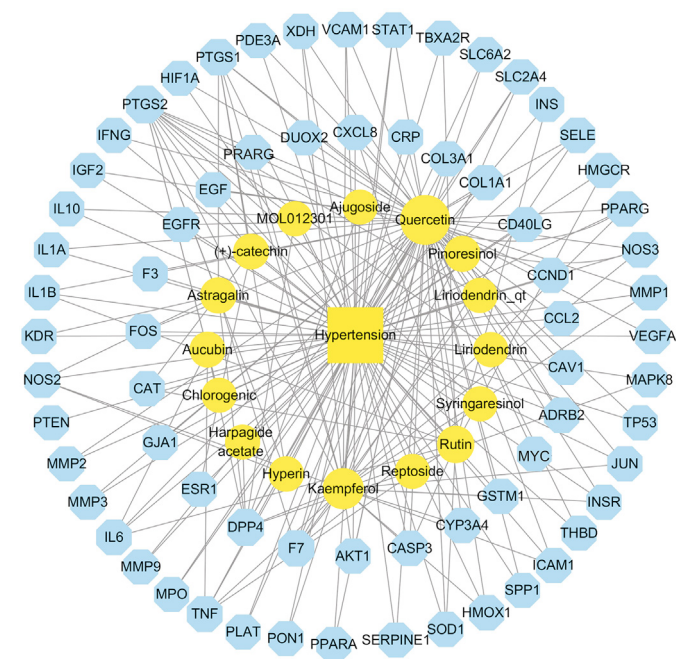 XDH
VCAM1
STAT1
TBXA2R
PDE3A
SLC6A2
PTGS1
SLC2A4
HIF1A
PTGS2
INS
IFNG
DUOX2
CXCL8
CRP
SELE
PRARG
COL3A1
IGF2
HMGCR
EGF
COL1A1
IL10
MOL012301
Ajugoside
Quercetin
PPARG
EGFR
CD40LG
IL1A
(+)-catechin
Pinoresinol
NOS3
F3
CCND1
IL1B
Astragalin
Liriodendrin_qt
MMP1
CCL2
KDR
FOS
Hypertension
VEGFA
Aucubin
Liriodendrin
CAV1
NOS2
CAT
Chlorogenic
MAPK8
Syringaresinol
ADRB2
PTEN
TP53
Harpagide
acetate
GJA1
Rutin
MMP2
MYC
JUN
Hyperin
Reptoside
ESR1
Kaempferol
MMP3
GSTM1
INSR
DPP4
CYP3A4
IL6
THBD
F7
AKT1
CASP3
MMP9
ICAM1
MPO
SPP1
TNF
HMOX1
PLAT
PON1
PPARA
SERPINE1
SOD1